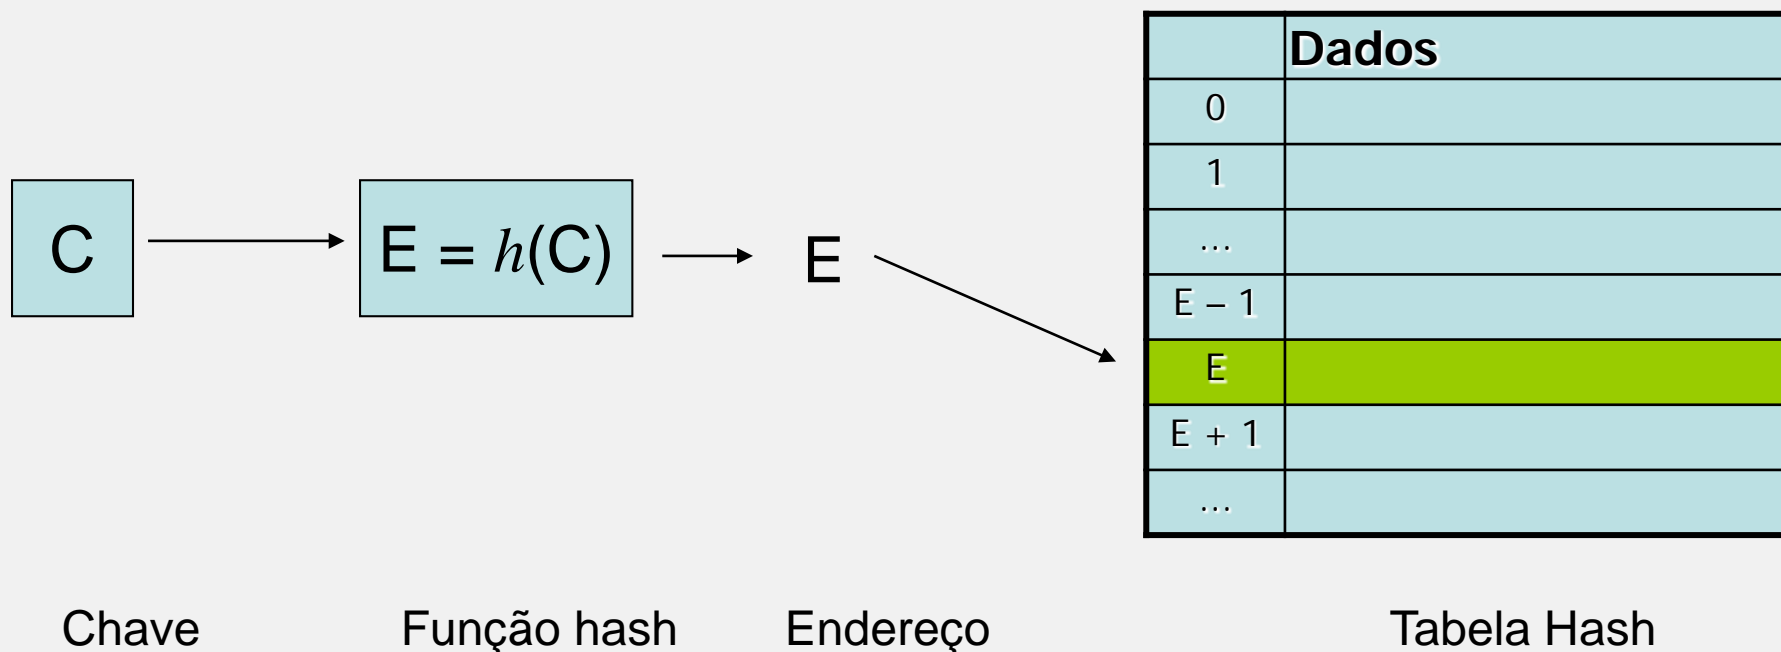 Dados
0
1
...
E – 1
E
E + 1
...
C
E = h(C)
E
Chave
Função hash
Endereço
Tabela Hash